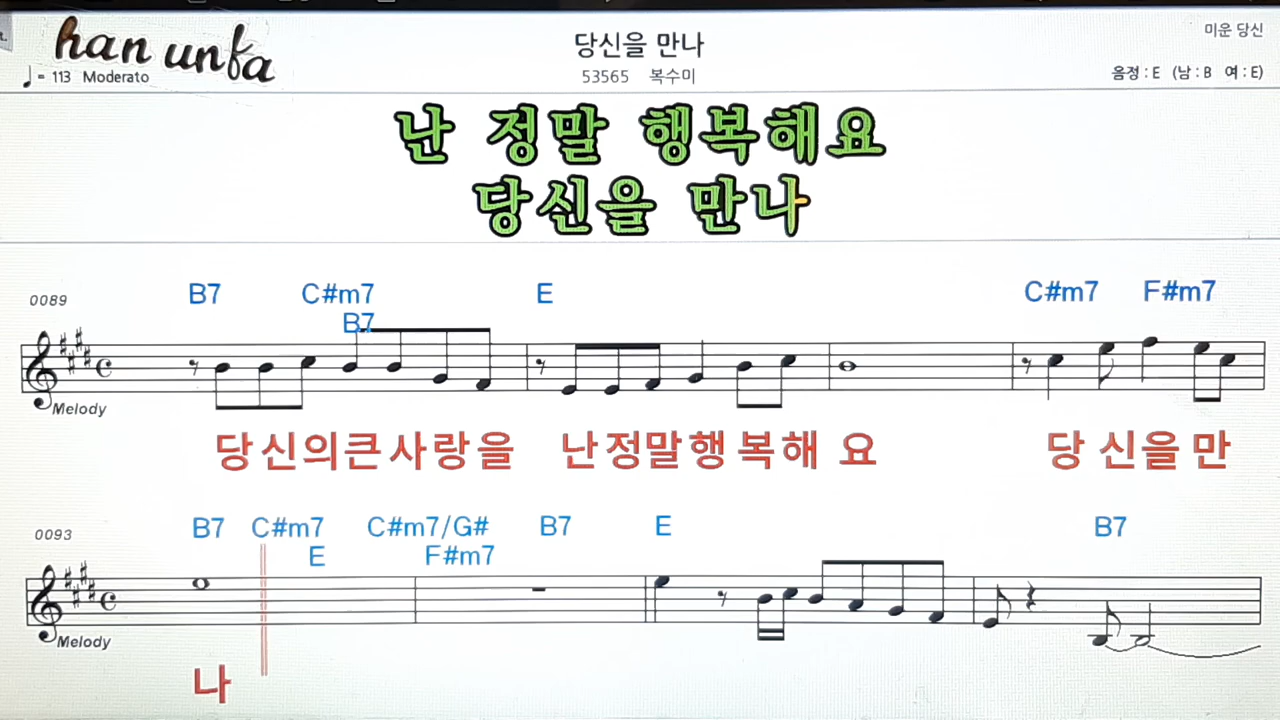 han unfa
당신을 만나
미운 당신
♩= 113 Moderato
53565 복수미
음정 : E (남 : B 여 : E)
난 정말 행복해요
당신을 만나
0089
B7 C#m7 E C#m7 F#m7
B7
Melody
당신의큰사랑을 난정말행복해요 당신을만
0093
B7 C#m7 C#m7/G# B7 E B7
E F#m7
Melody
나